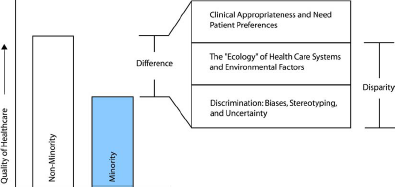 Clinical Appropriateness and Need
Patient Preferences
The "Ecology" of Health Care Systems
and Environmental Factors
Discrimination: Biases, Stereotyping,
and Uncertainty
Difference
Disparity
Quality of Healthcare
Non-Minority
Minority